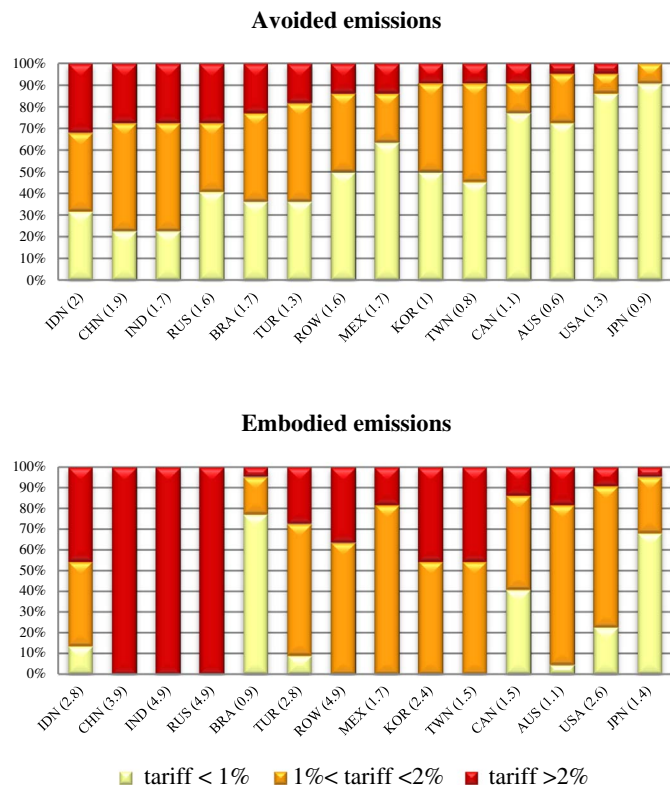 Avoided emissions
100%
90%
80%
70%
60%
50%
40%
30%
20%
10%
0%
IDN (2)
CHN (1.9)
IND (1.7)
RUS (1.6)
BRA (1.7)
TUR (1.3)
ROW (1.6)
MEX (1.7)
KOR (1)
TWN (0.8)
CAN (1.1)
AUS (0.6)
USA (1.3)
JPN (0.9)
Embodied emissions
100%
90%
80%
70%
60%
50%
40%
30%
20%
10%
0%
IDN (2.8)
CHN (3.9)
IND (4.9)
RUS (4.9)
BRA (0.9)
TUR (2.8)
ROW (4.9)
MEX (1.7)
KOR (2.4)
TWN (1.5)
CAN (1.5)
AUS (1.1)
USA (2.6)
JPN (1.4)
tariff < 1% 1%< tariff <2% tariff >2%